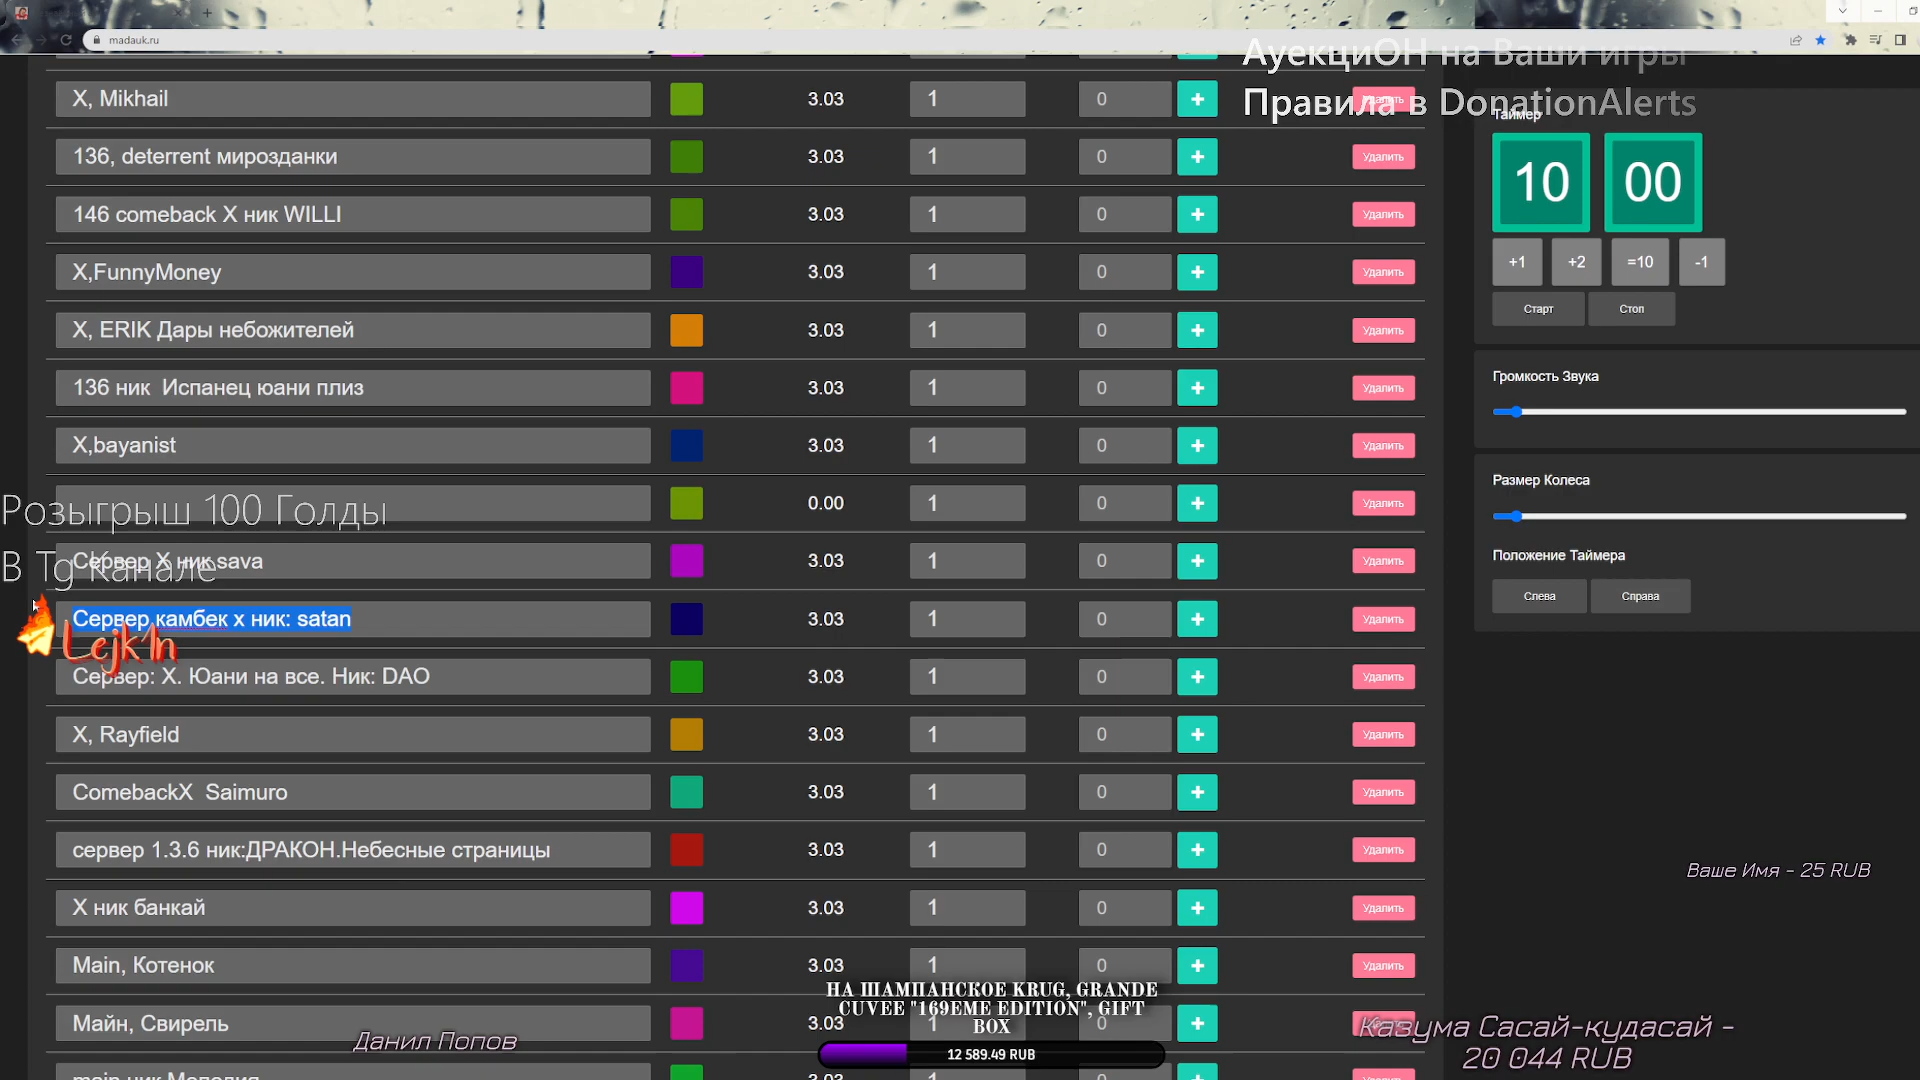 madauk.ru
АуекциОН на Ваши игры
Правила в DonationAlerts
X, Mikhail 3.03 1 0 +
136, deterrent мирозданки 3.03 1 0 + Удалить
146 comeback X ник WILLI 3.03 1 0 + Удалить
X,FunnyMoney 3.03 1 0 + Удалить
X, ERIK Дары небожителей 3.03 1 0 + Удалить
136 ник  Испанец юани плиз 3.03 1 0 + Удалить
X,bayanist 3.03 1 0 + Удалить
0.00 1 0 + Удалить
Розыгрыш 100 Голды
В Tg Канале
Сервер X ник sava 3.03 1 0 + Удалить
Сервер камбек х ник: satan 3.03 1 0 + Удалить
Lejk1n
Сервер: X. Юани на все. Ник: DAO 3.03 1 0 + Удалить
X, Rayfield 3.03 1 0 + Удалить
ComebackX  Saimuro 3.03 1 0 + Удалить
сервер 1.3.6 ник:ДРАКОН.Небесные страницы 3.03 1 0 + Удалить
X ник банкай 3.03 1 0 + Удалить
Main, Котенок 3.03 1 0 + Удалить
Майн, Свирель 3.03 1 0 +
Таймер
10 00
+1 +2 =10 -1
Старт Стоп
Громкость Звука
Размер Колеса
Положение Таймера
Слева Справа
Ваше Имя - 25 RUB
НА ШАМПАНСКОЕ KRUG, GRANDE
CUVEE "169EME EDITION", GIFT
BOX
12 589.49 RUB
Данил Попов
Казума Сасай-кудасай -
20 044 RUB